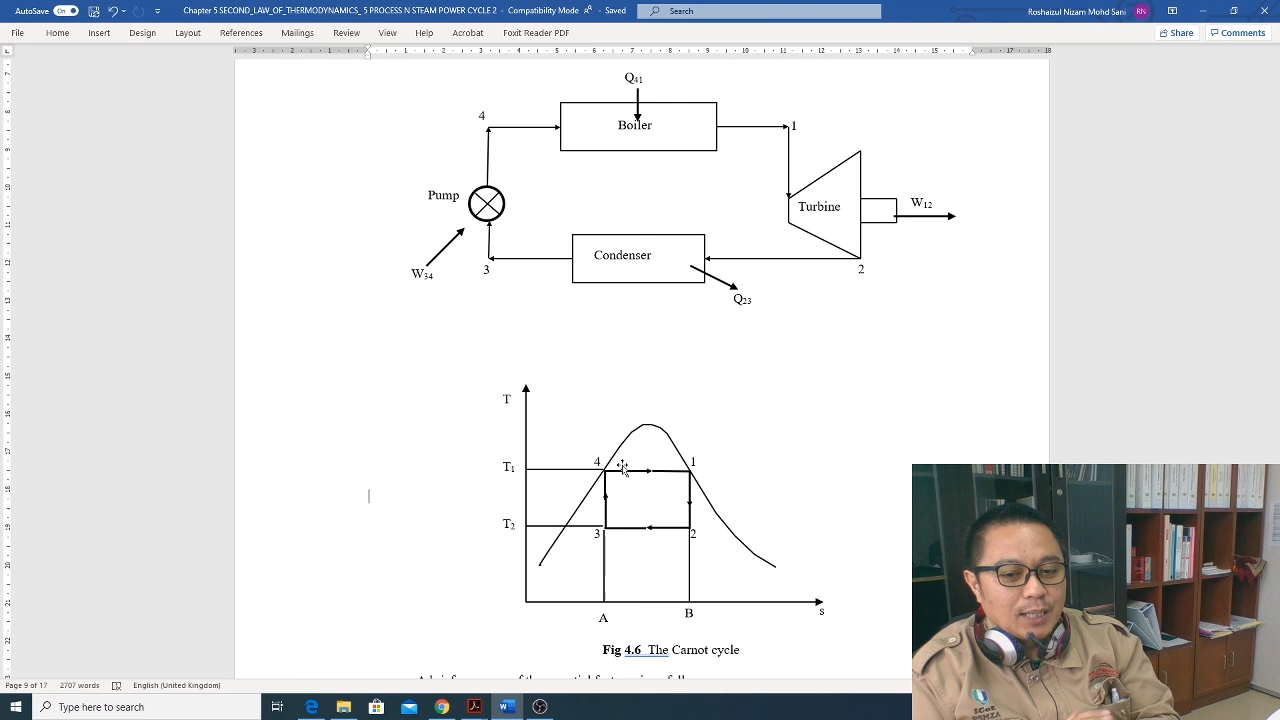 AutoSave On Chapter 5 SECOND_LAW_OF_THERMODYNAMICS_5 PROCESS N STEAM POWER CYCLE 2 - Compatibility Mode - Saved Search Roshaizul Nizam Mohd Sani RN
File Home Insert Draw Design Layout References Mailings Review View Help Acrobat Foxit Reader PDF Share Comments
Q41
4 Boiler 1
Pump Turbine W12
W34 3 Condenser 2
Q23
T
T1 4 1
T2 3 2
A B s
Fig 4.6 The Carnot cycle
Page 9 of 17 2707 words English (United Kingdom)
Type here to search